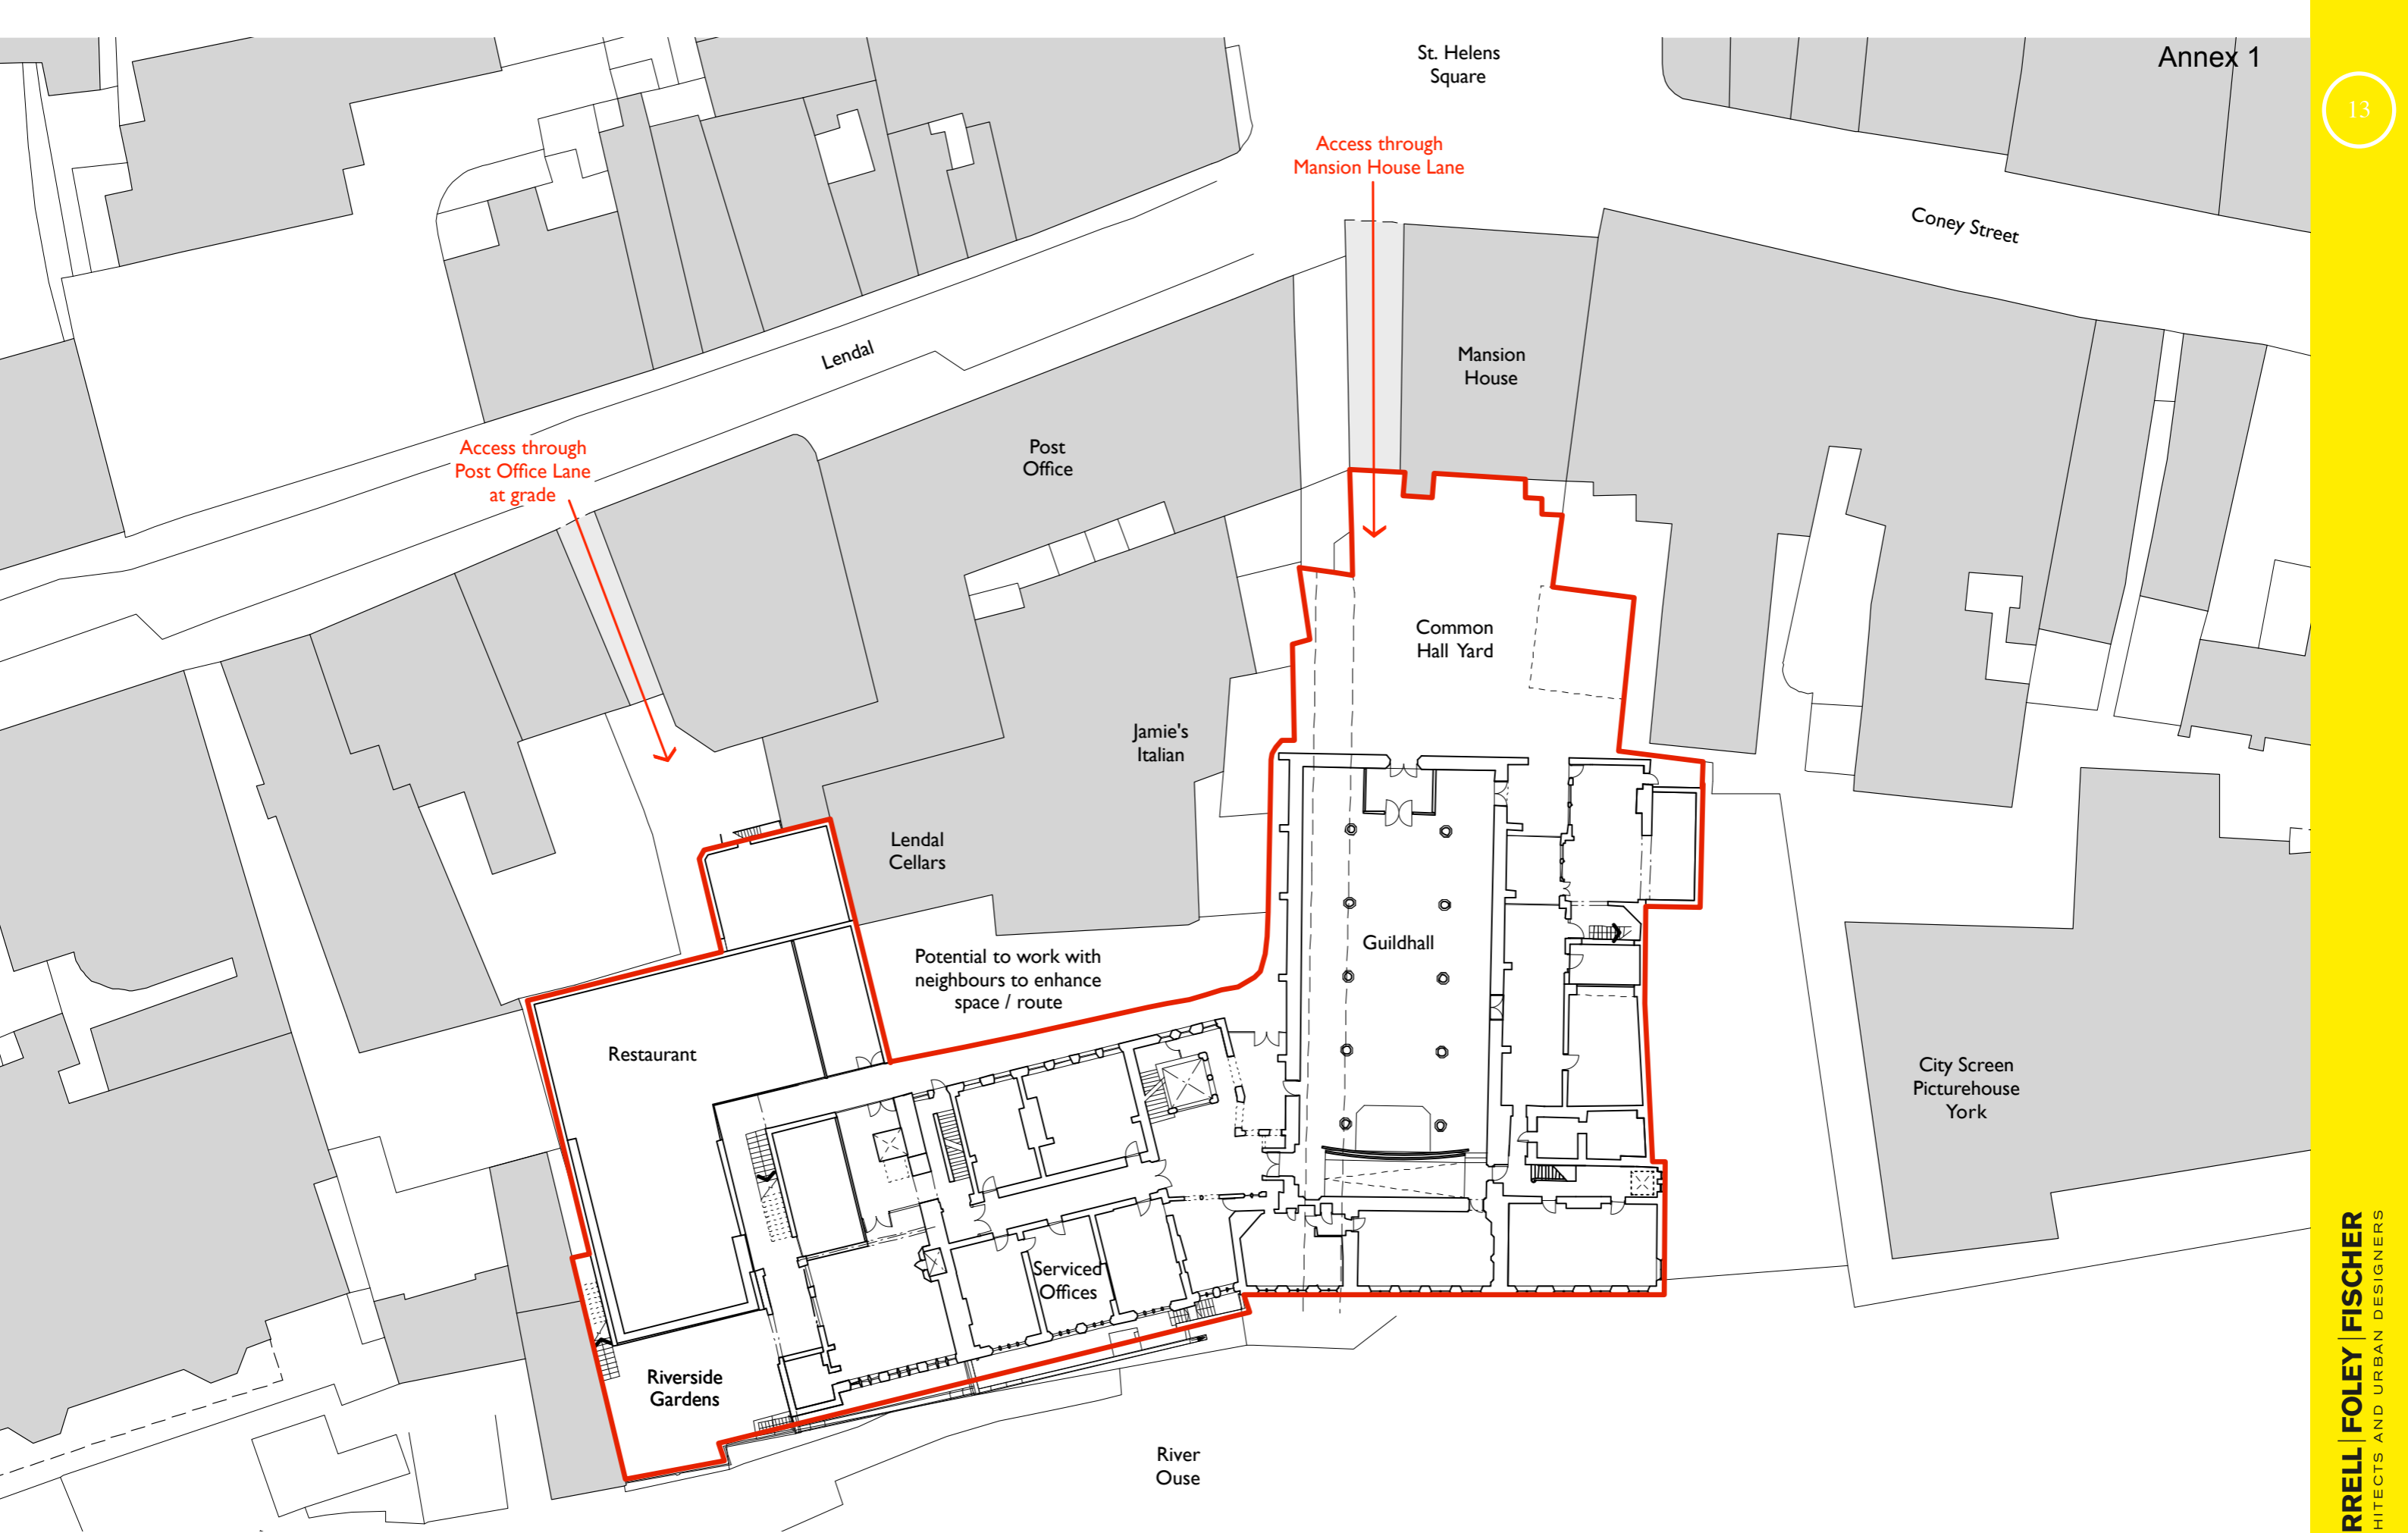 Annex 1
13
St. Helens
Square
Access through
Mansion House Lane
Coney Street
Lendal
Mansion
House
Access through
Post Office Lane
at grade
Post
Office
Common
Hall Yard
Jamie's
Italian
Lendal
Cellars
Guildhall
Potential to work with
neighbours to enhance
space / route
Restaurant
City Screen
Picturehouse
York
Serviced
Offices
Riverside
Gardens
River
Ouse
RRELL | FOLEY | FISCHER
HITECTS AND URBAN DESIGNERS